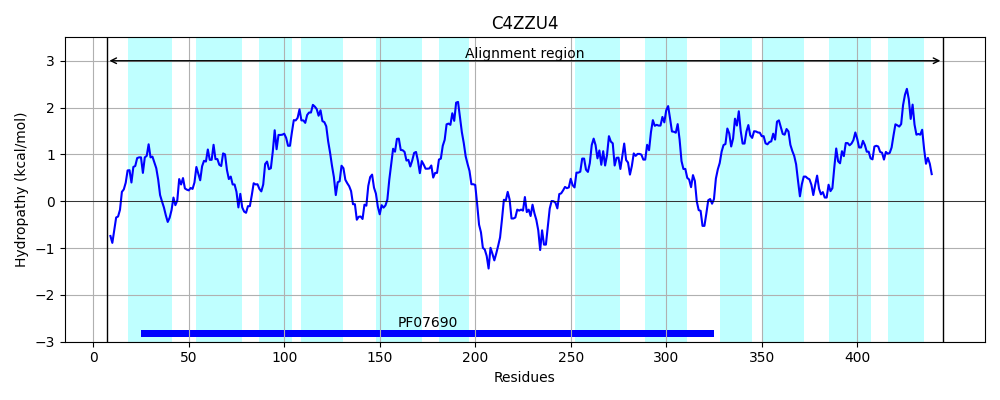 C4ZZU4
Alignment region
Hydropathy (kcal/mol)
3
2
1
0
−1
−2
−3
PF07690
0 50 100 150 200 250 300 350 400
Residues